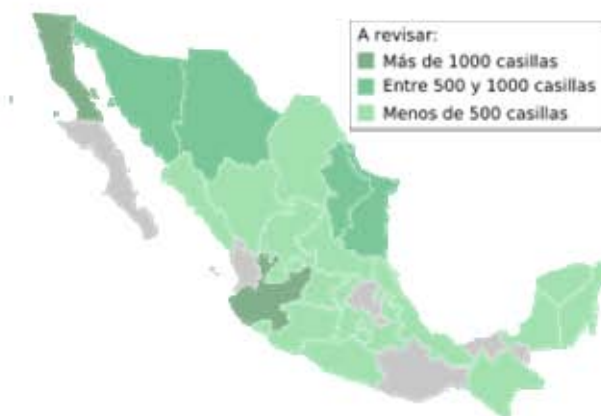 A revisar:
Más de 1000 casillas
Entre 500 y 1000 casillas
Menos de 500 casillas